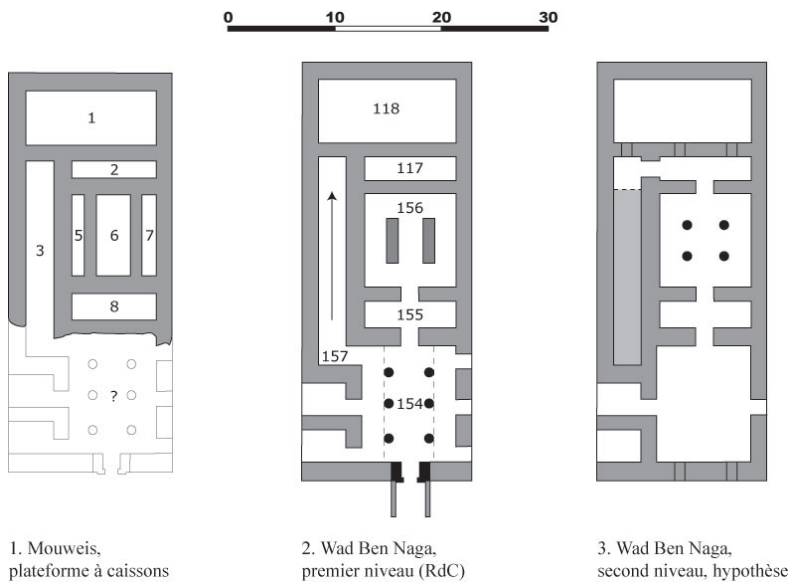 0 10 20 30
1
2
3
5
6
7
8
?
118
117
156
155
157
154
1. Mouweis,
plateforme à caissons
2. Wad Ben Naga,
premier niveau (RdC)
3. Wad Ben Naga,
second niveau, hypothèse